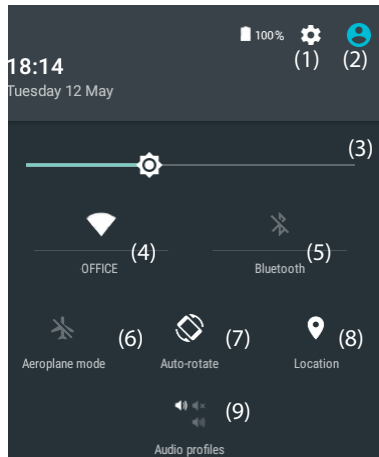 100%
(1) (2)
18:14
Tuesday 12 May
(3)
(4) (5)
OFFICE Bluetooth
(6) (7) (8)
Aeroplane mode Auto-rotate Location
(9)
Audio profiles